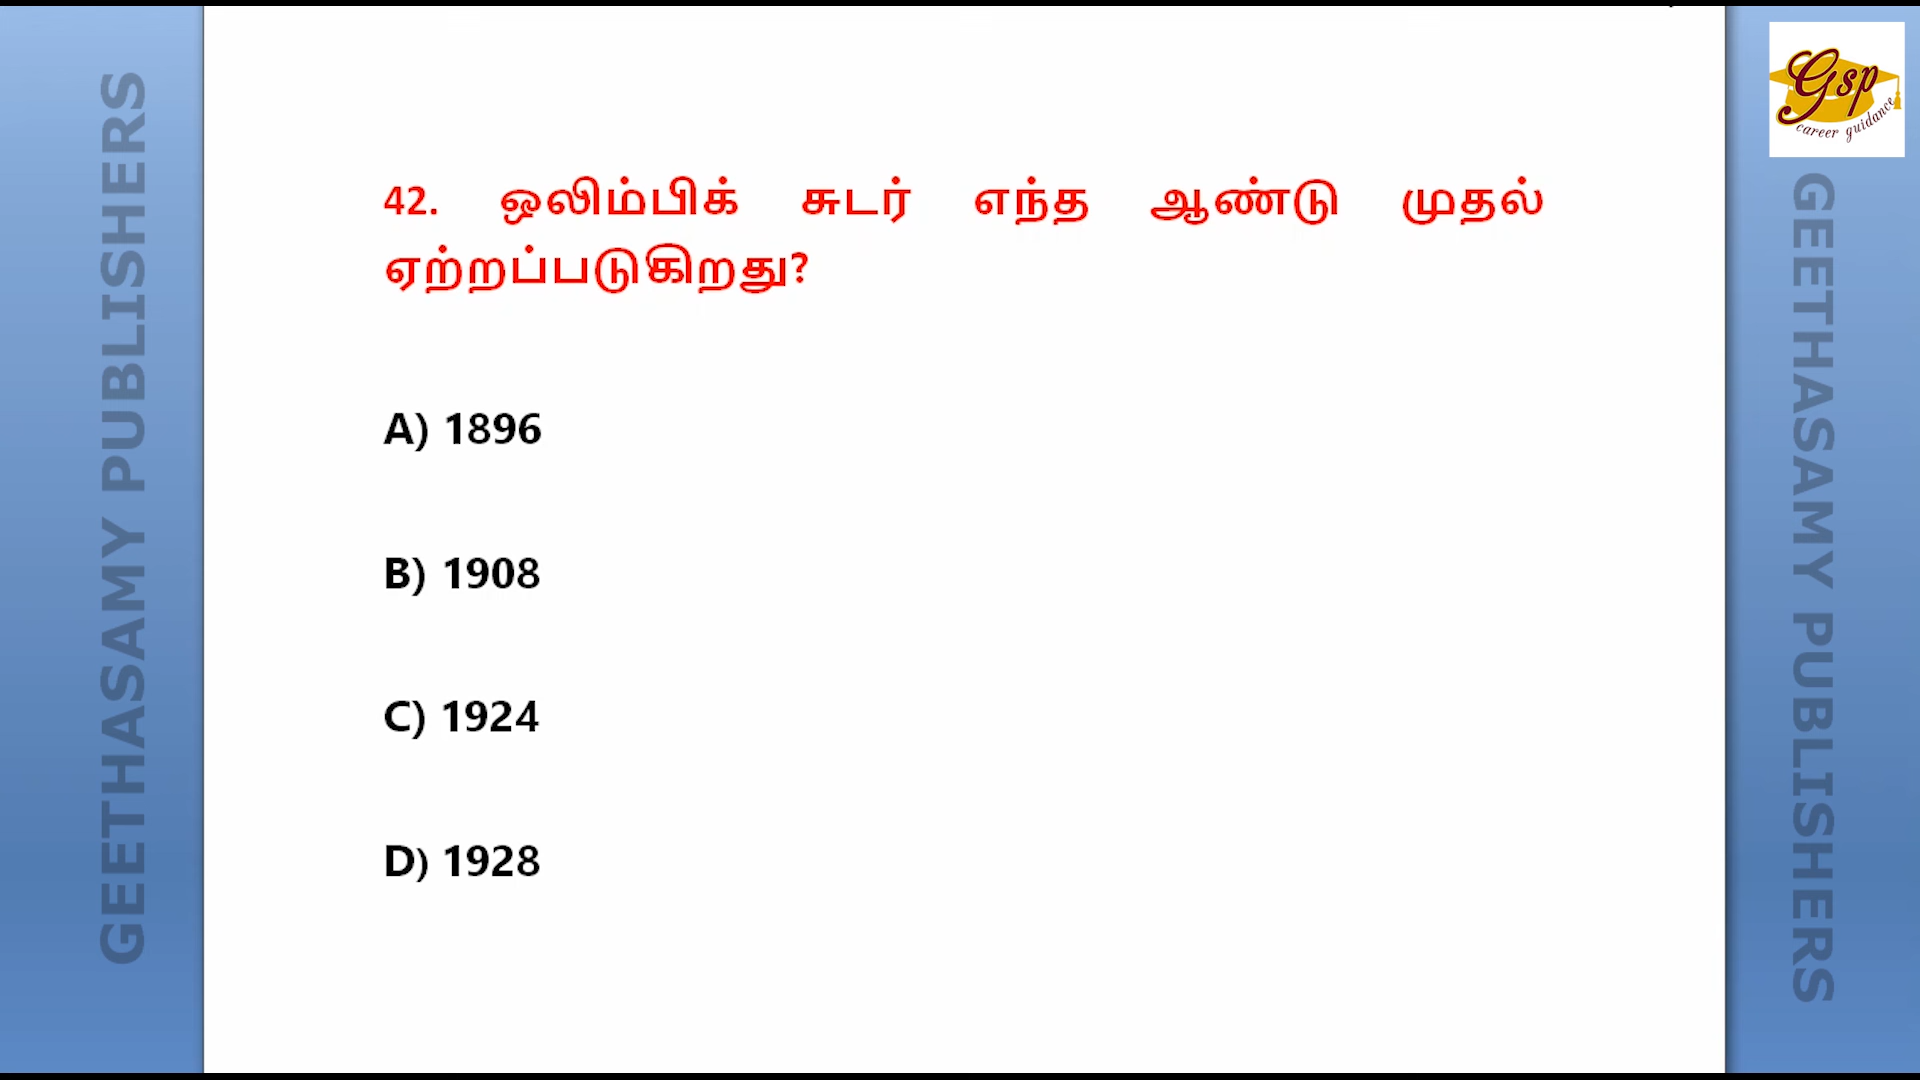 GEETHASAMY PUBLISHERS
Gsp
career guidance
42. ஒலிம்பிக் சுடர் எந்த ஆண்டு முதல்
ஏற்றப்படுகிறது?
A) 1896
B) 1908
C) 1924
D) 1928
GEETHASAMY PUBLISHERS